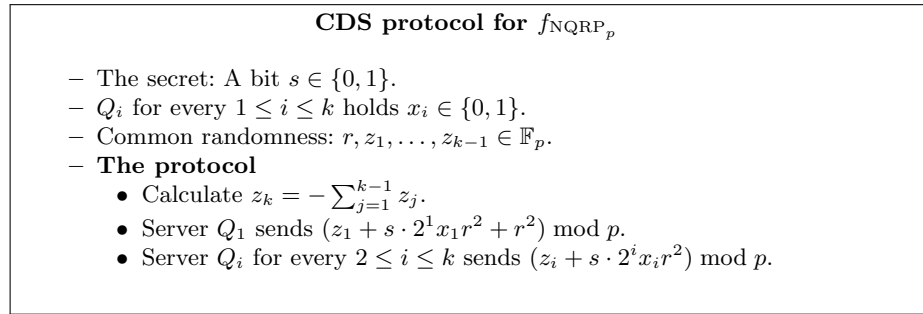 CDS protocol for f_{NQRP_p}
– The secret: A bit s ∈ {0, 1}.
– Q_i for every 1 ≤ i ≤ k holds x_i ∈ {0, 1}.
– Common randomness: r, z_1, . . . , z_{k−1} ∈ 𝔽_p.
– The protocol
• Calculate z_k = − ∑_{j=1}^{k−1} z_j.
• Server Q_1 sends (z_1 + s · 2^1 x_1 r^2 + r^2) mod p.
• Server Q_i for every 2 ≤ i ≤ k sends (z_i + s · 2^i x_i r^2) mod p.